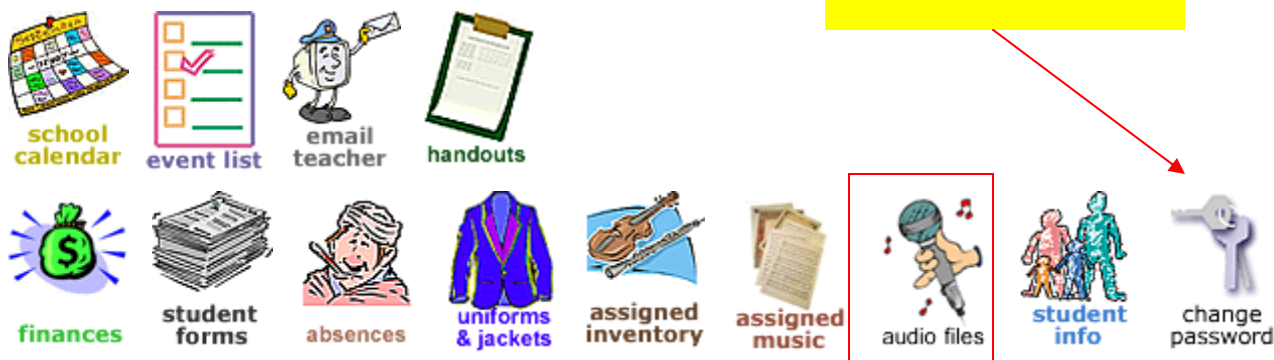 September
school
calendar
event list
email
teacher
handouts
$
finances
student
forms
absences
uniforms
& jackets
assigned
inventory
assigned
music
audio files
student
info
change
password